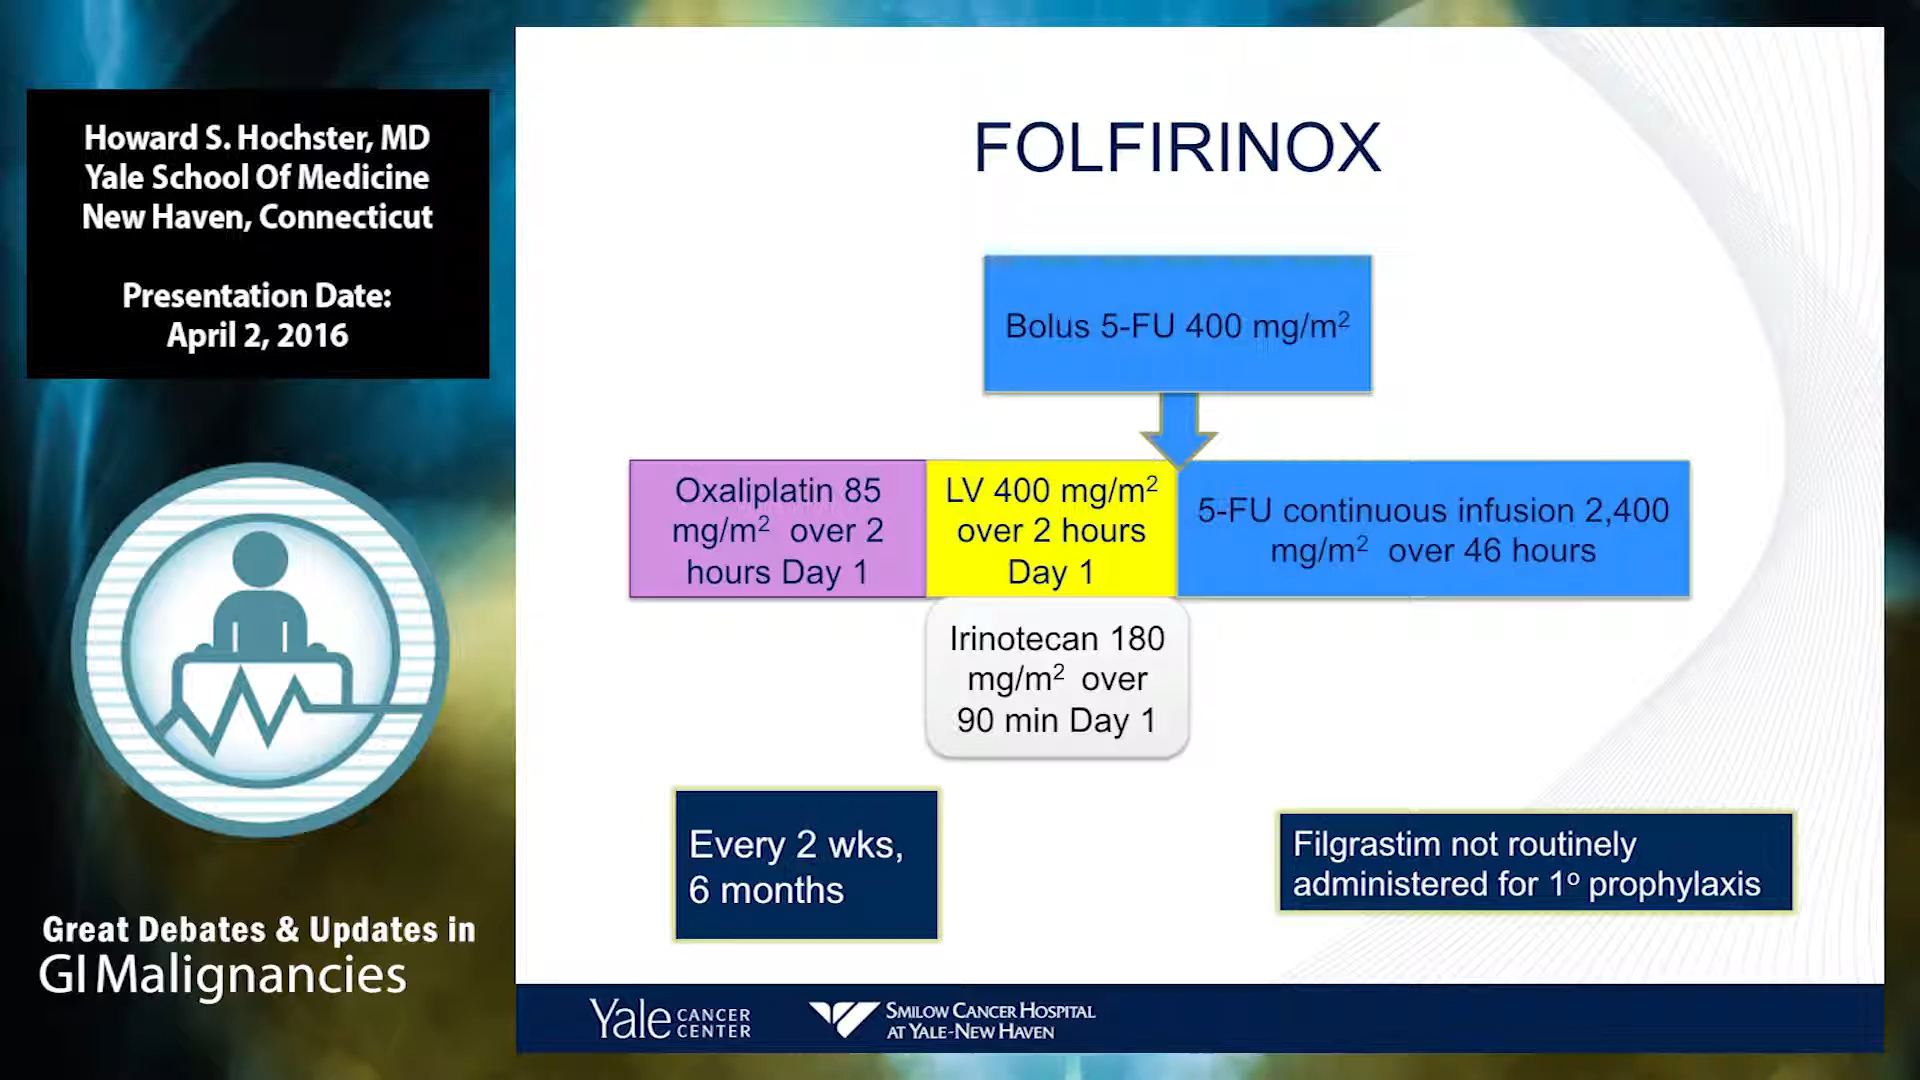 Howard S. Hochster, MD
Yale School Of Medicine
New Haven, Connecticut
Presentation Date:
April 2, 2016
Great Debates & Updates in
GI Malignancies
FOLFIRINOX
Bolus 5-FU 400 mg/m²
Oxaliplatin 85
mg/m² over 2
hours Day 1
LV 400 mg/m²
over 2 hours
Day 1
5-FU continuous infusion 2,400
mg/m² over 46 hours
Irinotecan 180
mg/m² over
90 min Day 1
Every 2 wks,
6 months
Filgrastim not routinely
administered for 1º prophylaxis
Yale CANCER
CENTER
SMILOW CANCER HOSPITAL
AT YALE-NEW HAVEN